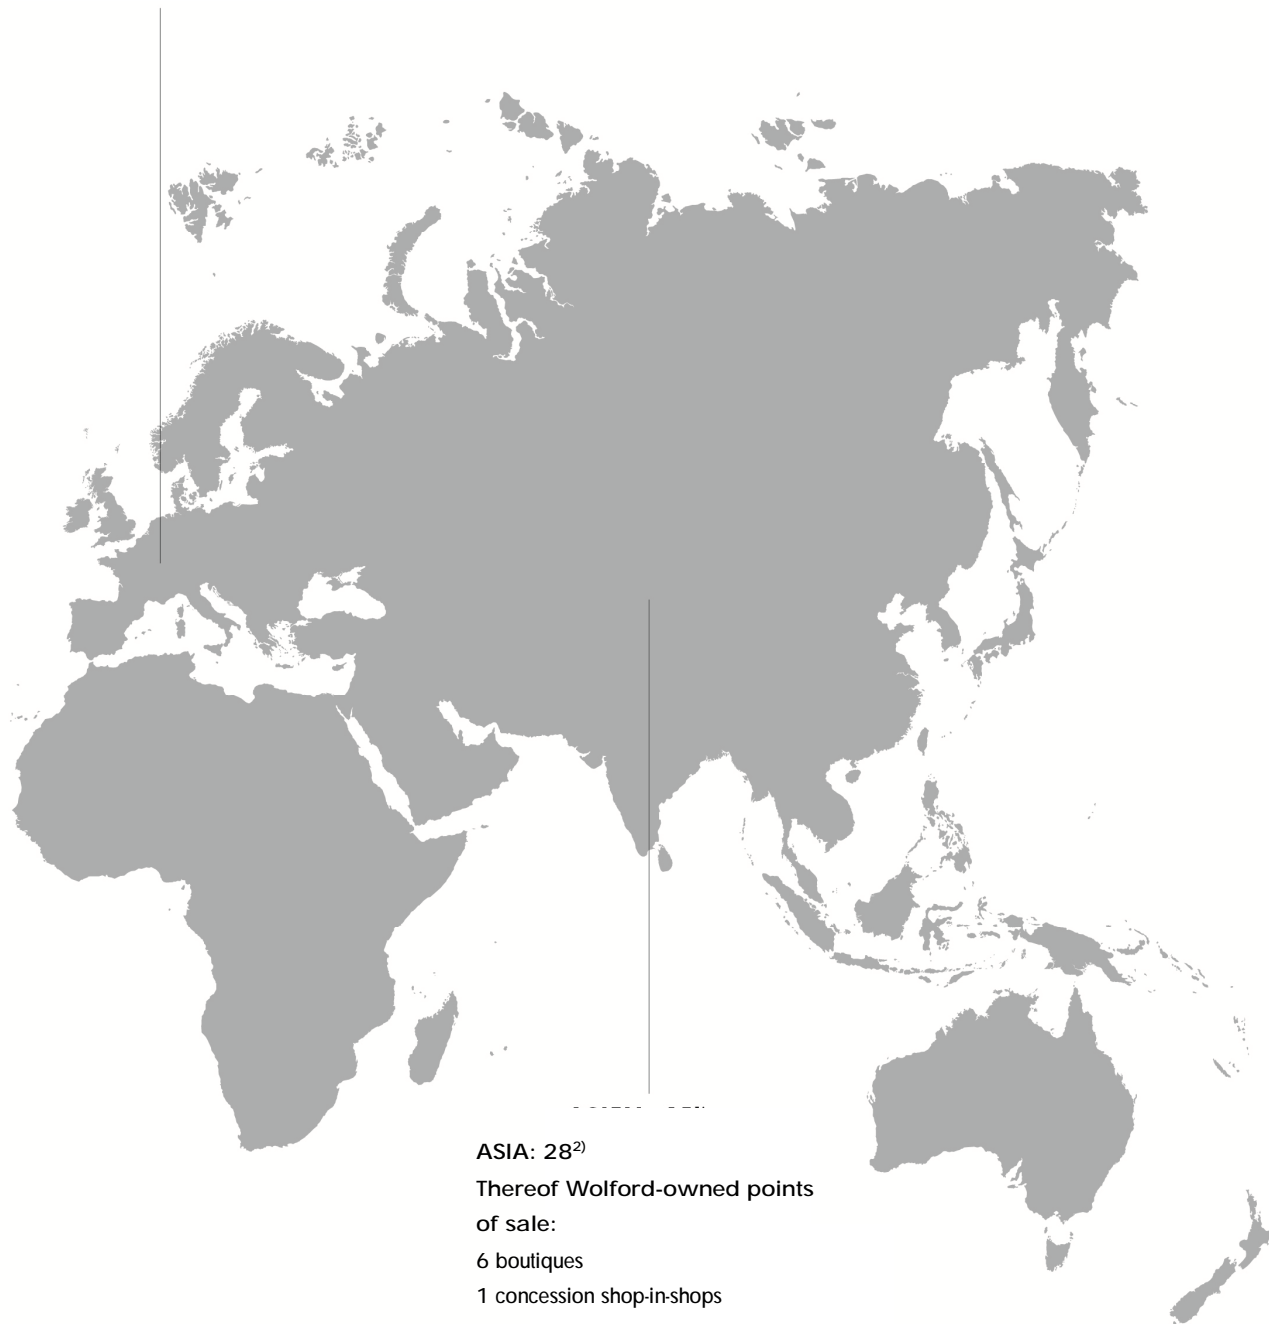 ASIA: 28²⁾
Thereof Wolford-owned points
of sale:
6 boutiques
1 concession shop-in-shops